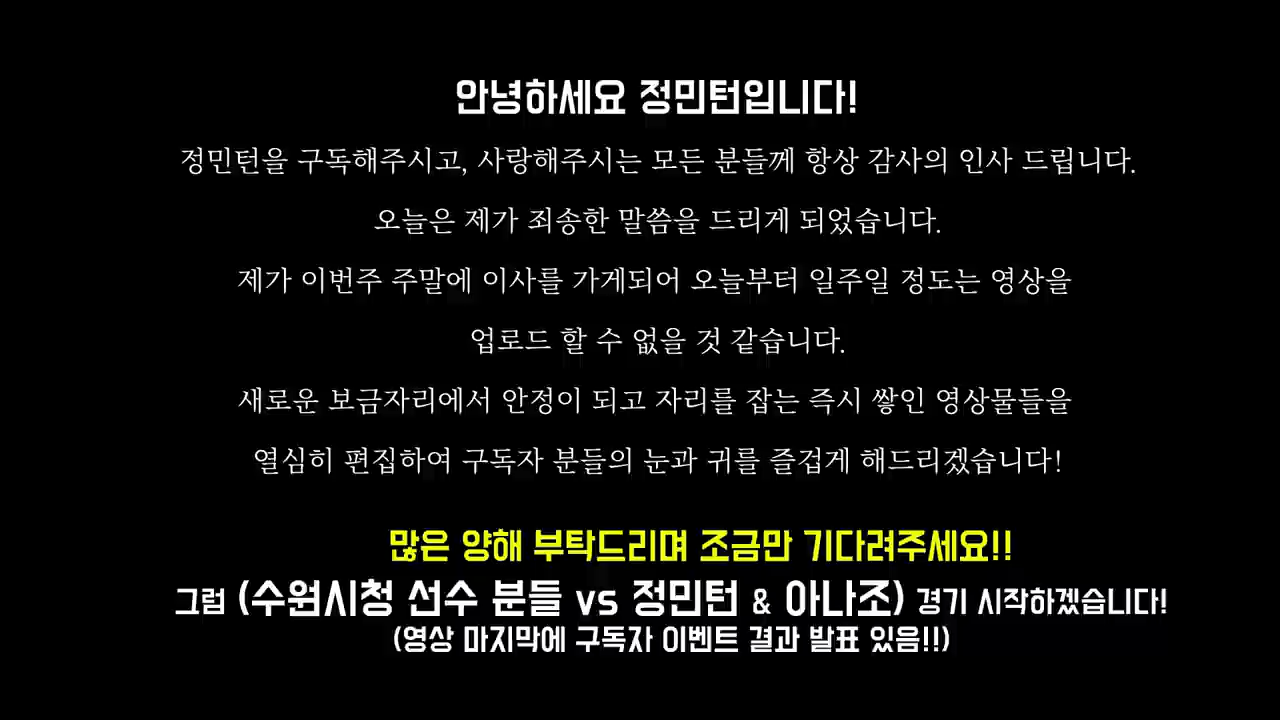 안녕하세요 정민턴입니다!
정민턴을 구독해주시고, 사랑해주시는 모든 분들께 항상 감사의 인사 드립니다.
오늘은 제가 죄송한 말씀을 드리게 되었습니다.
제가 이번주 주말에 이사를 가게되어 오늘부터 일주일 정도는 영상을
업로드 할 수 없을 것 같습니다.
새로운 보금자리에서 안정이 되고 자리를 잡는 즉시 쌓인 영상물들을
열심히 편집하여 구독자 분들의 눈과 귀를 즐겁게 해드리겠습니다!
많은 양해 부탁드리며 조금만 기다려주세요!!
그럼 (수원시청 선수 분들 vs 정민턴 & 아나조) 경기 시작하겠습니다!
(영상 마지막에 구독자 이벤트 결과 발표 있음!!)